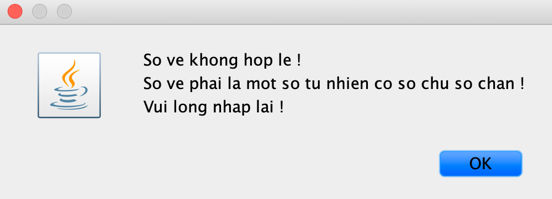 So ve khong hop le !
So ve phai la mot so tu nhien co so chu so chan !
Vui long nhap lai !
OK